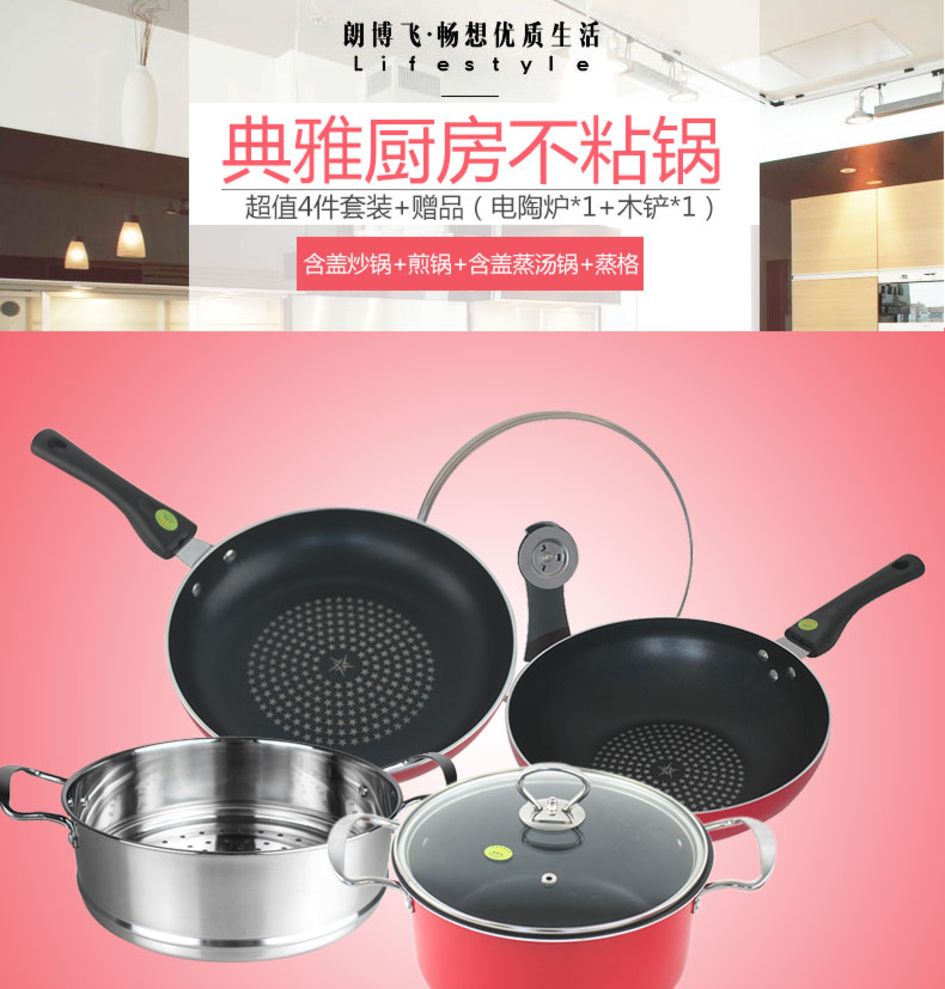 朗博飞·畅想优质生活
Lifestyle
典雅厨房不粘锅
超值4件套装+赠品（电陶炉*1+木铲*1）
含盖炒锅+煎锅+含盖蒸汤锅+蒸格